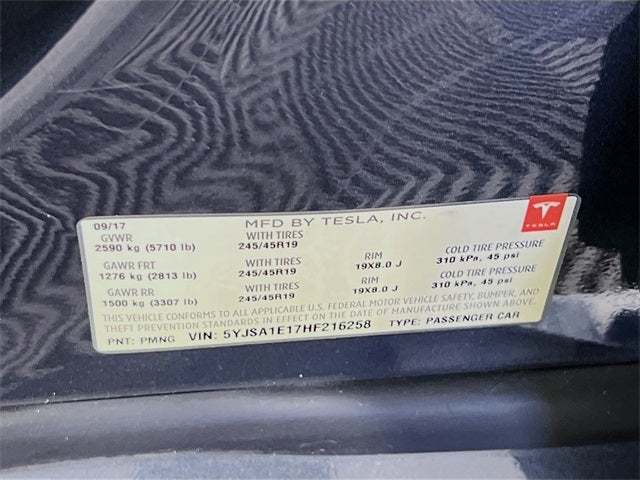 09/17 MFD BY TESLA, INC.
TESLA
GVWR WITH TIRES
2590 kg (5710 lb) 245/45R19
GAWR FRT WITH TIRES RIM COLD TIRE PRESSURE
1276 kg (2813 lb) 245/45R19 19X8.0 J 310 kPa, 45 psi
GAWR RR WITH TIRES RIM COLD TIRE PRESSURE
1500 kg (3307 lb) 245/45R19 19X8.0 J 310 kPa, 45 psi
THIS VEHICLE CONFORMS TO ALL APPLICABLE U.S. FEDERAL MOTOR VEHICLE SAFETY, BUMPER, AND
THEFT PREVENTION STANDARDS IN EFFECT ON THE DATE OF MANUFACTURE SHOWN ABOVE.
PNT: PMNG VIN: 5YJSA1E17HF216258 TYPE: PASSENGER CAR